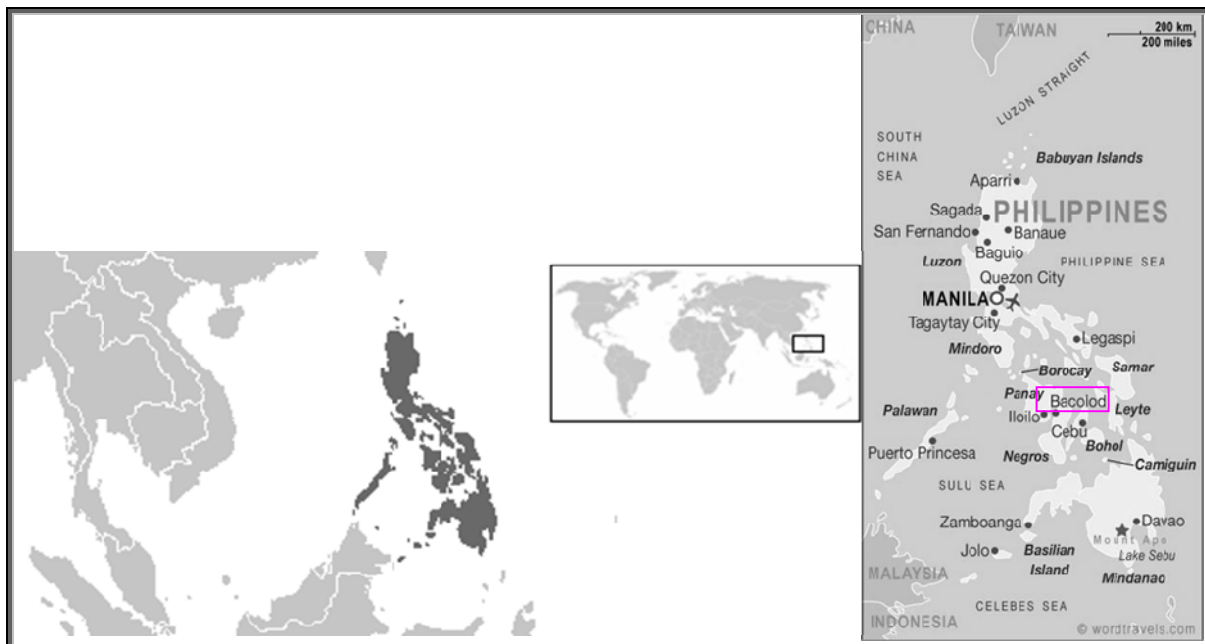 200 km
200 miles
CHINA
TAIWAN
LUZON STRAIGHT
SOUTH
CHINA
SEA
Babuyan Islands
Aparri
Sagada
PHILIPPINES
San Fernando
Banaue
Baguio
Luzon
PHILIPPINE SEA
Quezon City
MANILA
Tagaytay City
Legaspi
Mindoro
Borocay
Samar
Panay
Bacolod
Palawan
Iloilo
Leyte
Cebu
Puerto Princesa
Negros
Bohol
Camiguin
SULU SEA
Zamboanga
Davao
Mount Apo
Jolo
Basilian
Island
Lake Sebu
MALAYSIA
Mindanao
CELEBES SEA
INDONESIA
© wordtravels.com